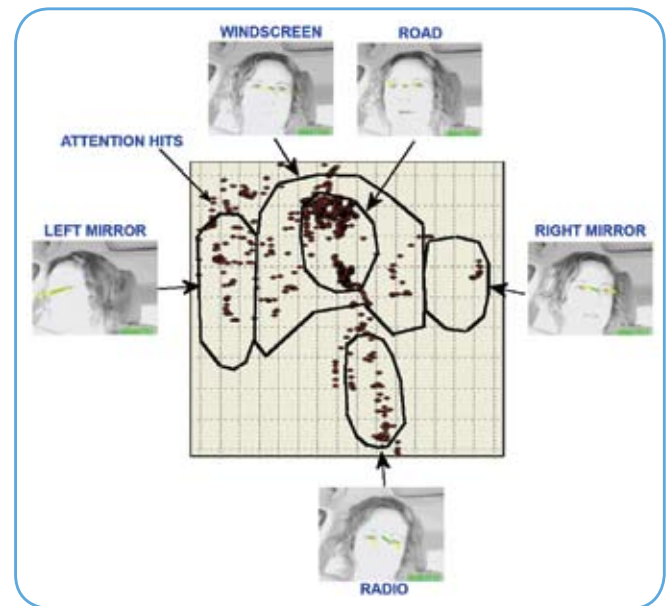 WINDSCREEN
ROAD
ATTENTION HITS
LEFT MIRROR
RIGHT MIRROR
RADIO